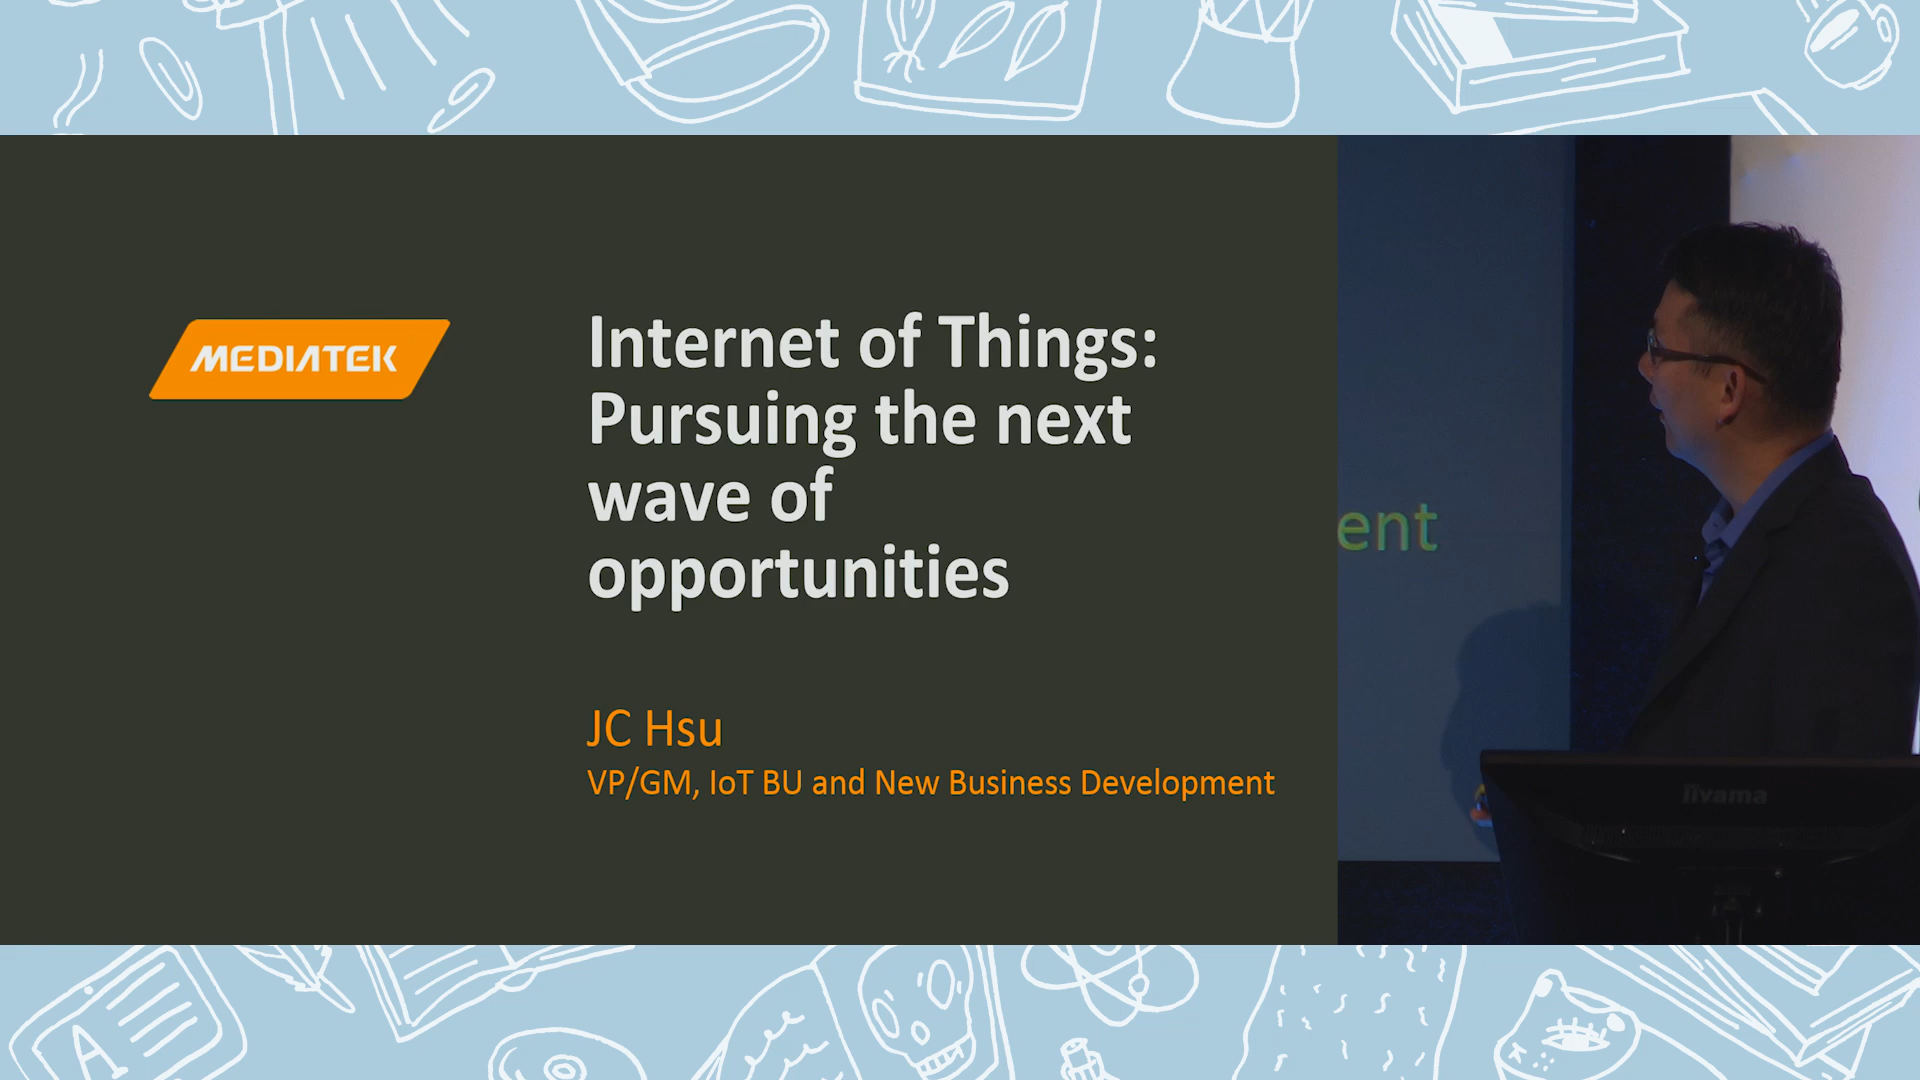 MEDIATEK
Internet of Things:
Pursuing the next
wave of
opportunities
JC Hsu
VP/GM, IoT BU and New Business Development
ent
iiyama
A